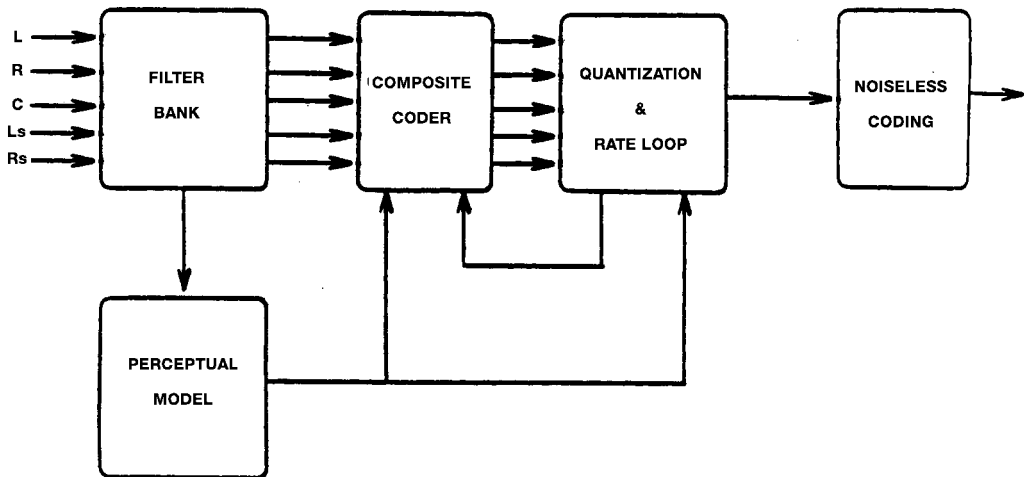 L
R
C
Ls
Rs
FILTER
BANK
COMPOSITE
CODER
QUANTIZATION
&
RATE LOOP
NOISELESS
CODING
PERCEPTUAL
MODEL